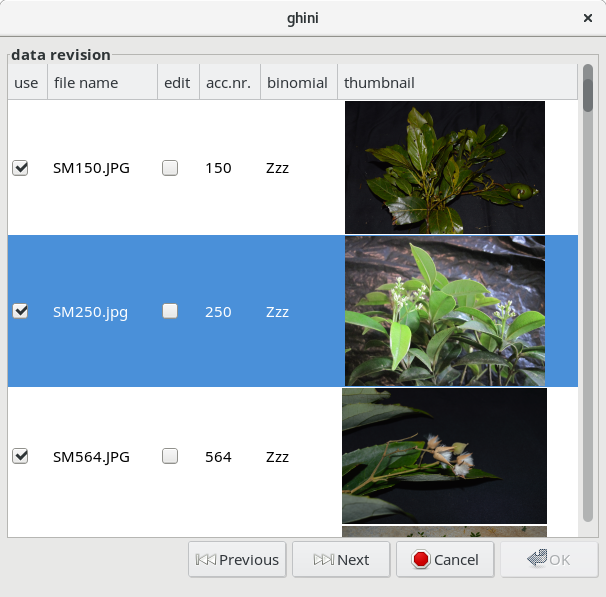 ghini
data revision
use file name edit acc.nr. binomial thumbnail
SM150.JPG 150 Zzz
SM250.jpg 250 Zzz
SM564.JPG 564 Zzz
Previous Next Cancel OK